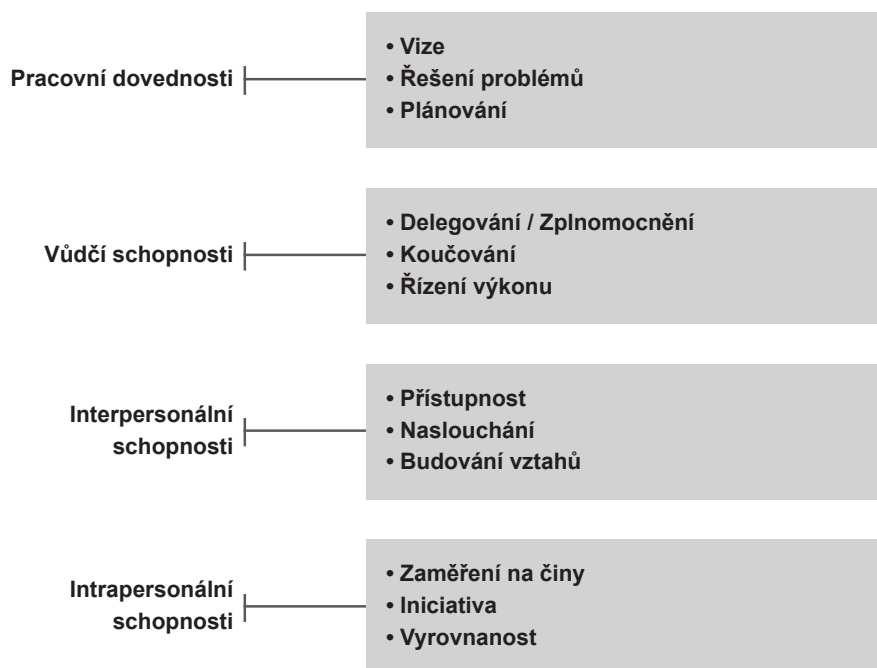 Pracovní dovednosti
• Vize
• Řešení problémů
• Plánování
Vůdčí schopnosti
• Delegování / Zplnomocnění
• Koučování
• Řízení výkonu
Interpersonální
schopnosti
• Přístupnost
• Naslouchání
• Budování vztahů
Intrapersonální
schopnosti
• Zaměření na činy
• Iniciativa
• Vyrovnanost